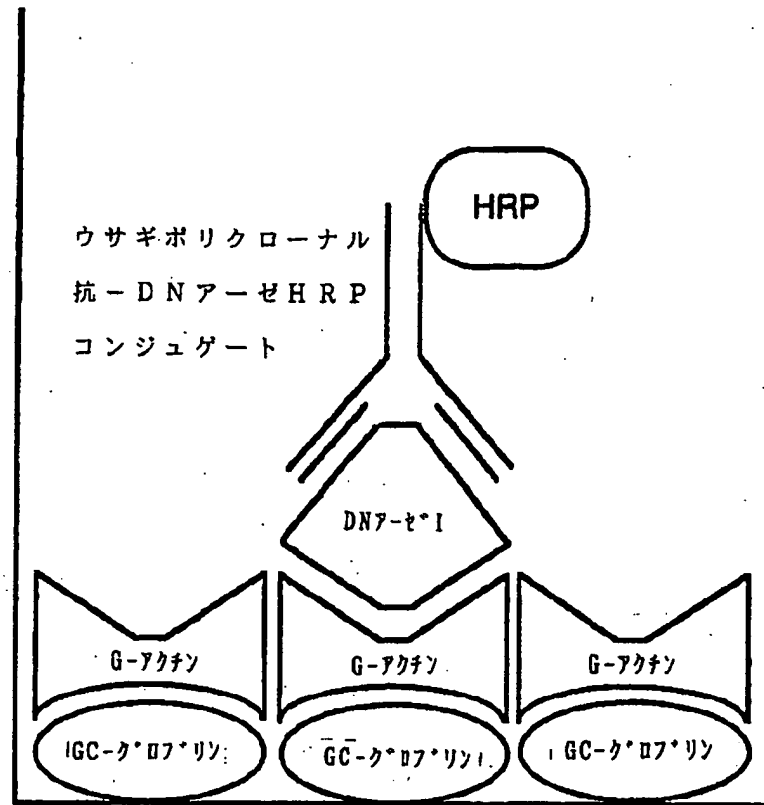 HRP
ウサギポリクローナル
抗－DNアーゼHRP
コンジュゲート
DNアーゼI
G-アクチン
G-アクチン
G-アクチン
GC-グロブリン
GC-グロブリン
GC-グロブリン